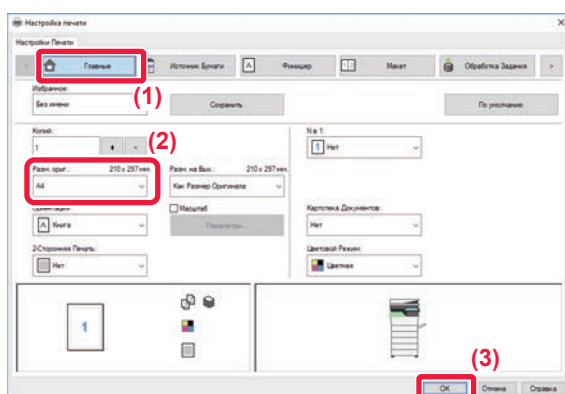 Настройка печати
Настройки Печати
Главные
Источник Бумаги
Финишер
Макет
Обработка Задания
(1)
Избранное:
Без имени
Сохранить
По умолчанию
(2)
Копий:
1
+
-
N в 1:
Нет
Разм. ориг.:
210 x 297 мм.
A4
Разм. на Вых.:
210 x 297 мм.
Как Размер Оригинала
Ориентация:
Книга
Масштаб
Параметры...
Картотека Документов:
Нет
2-Сторонняя Печать:
Нет
Цветовой Режим:
Цветная
1
(3)
OK
Отмена
Справка